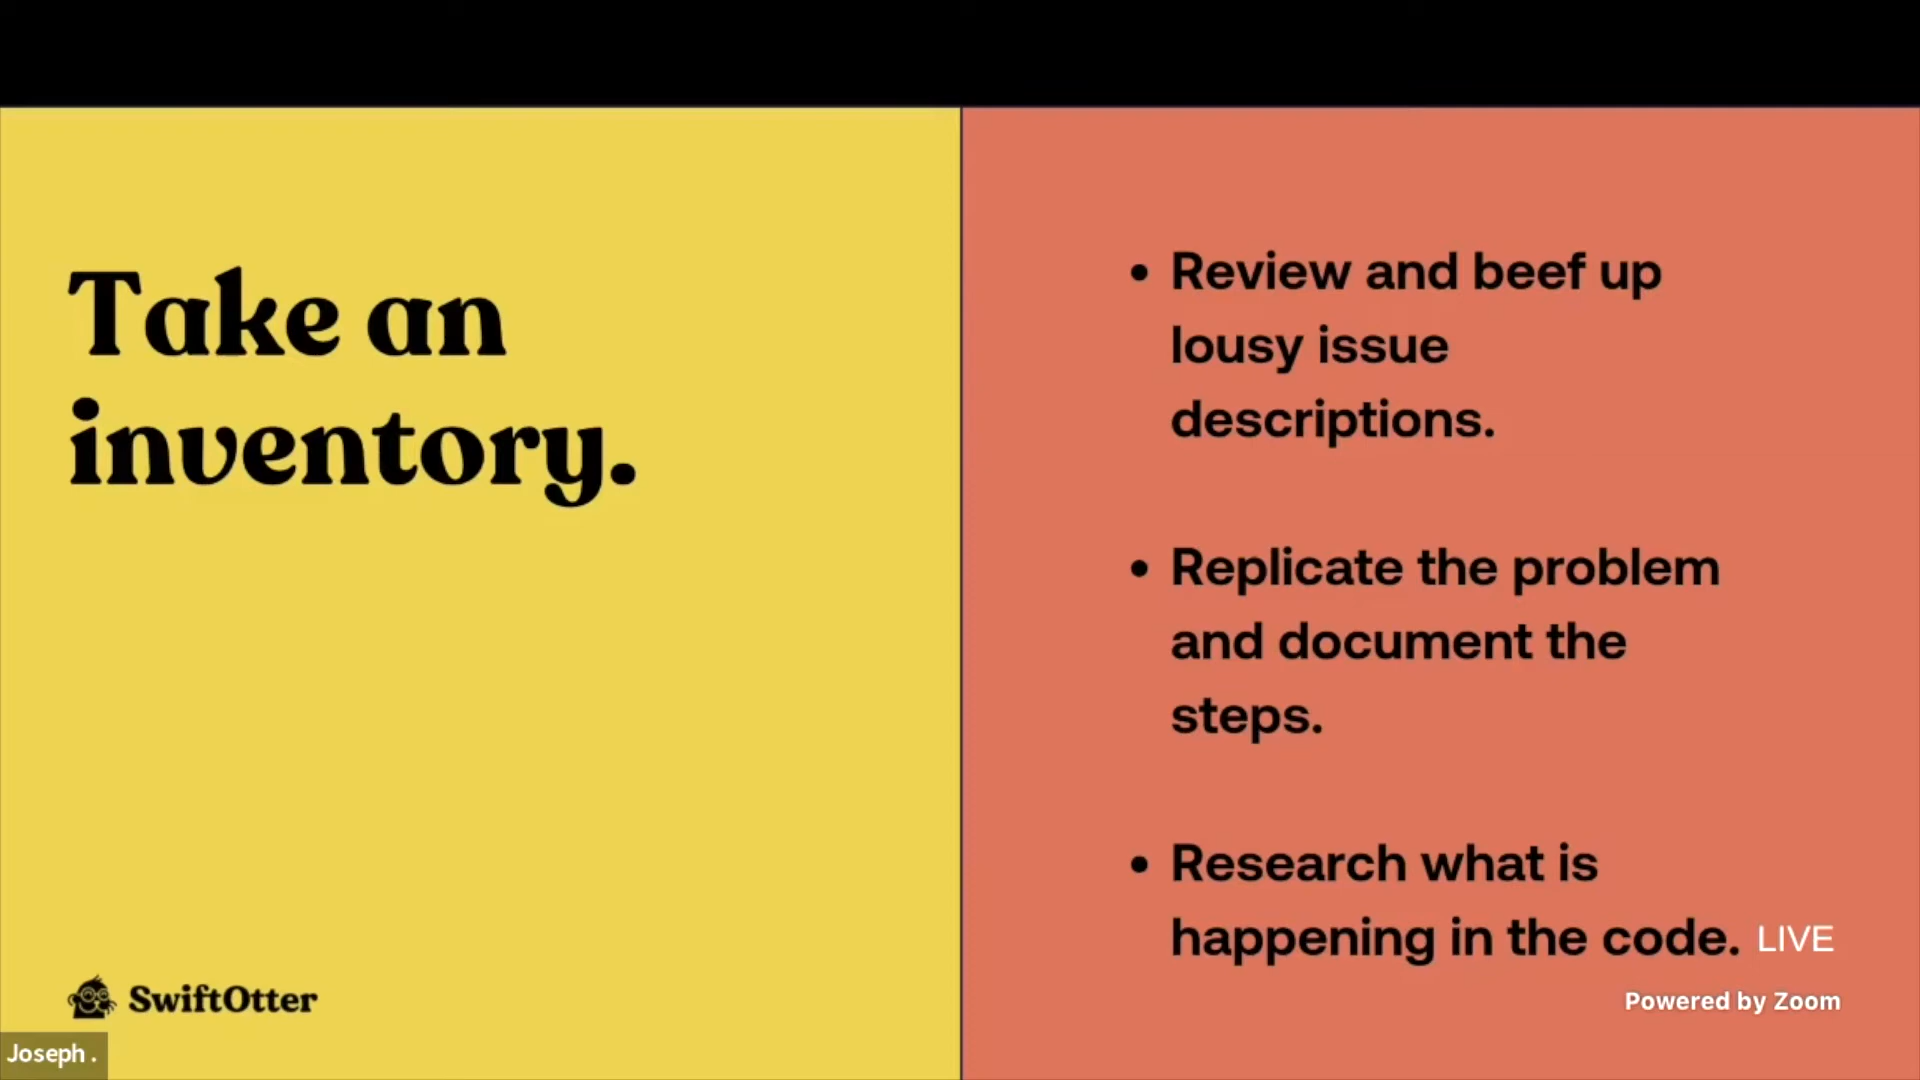 Take an
inventory.
• Review and beef up
lousy issue
descriptions.
• Replicate the problem
and document the
steps.
• Research what is
happening in the code.
LIVE
Powered by Zoom
SwiftOtter
Joseph .